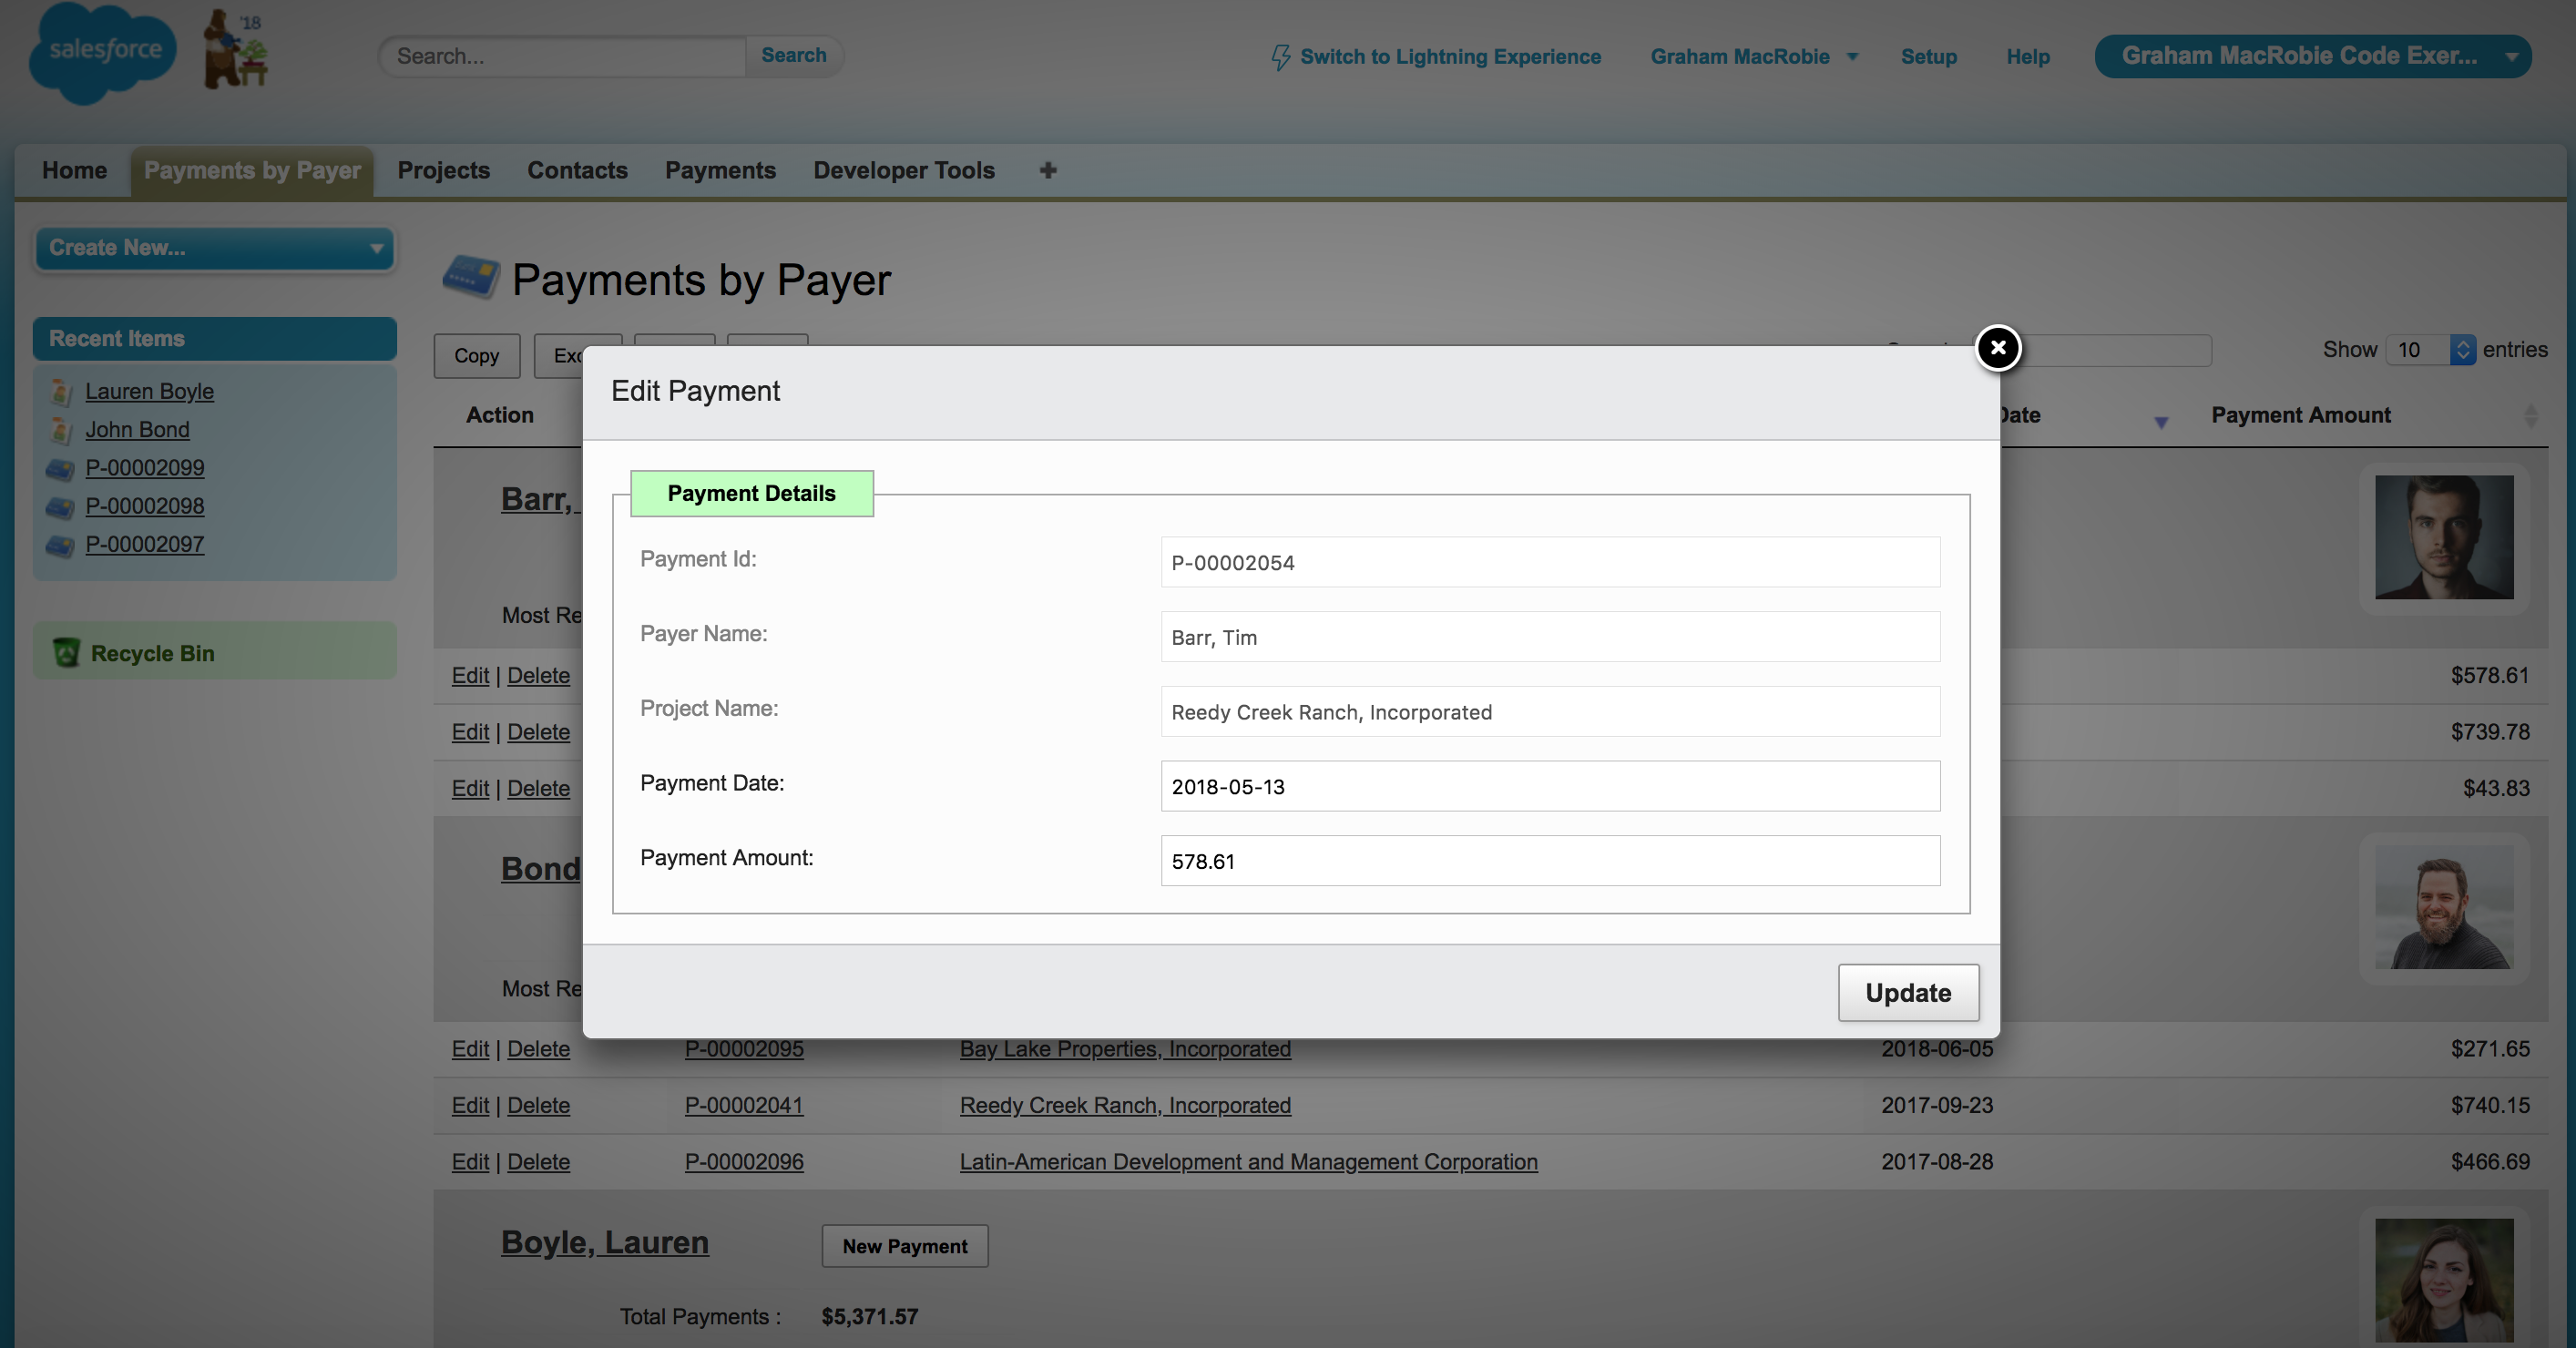 salesforce
'18
Search...
Search
Switch to Lightning Experience
Graham MacRobie
Setup
Help
Graham MacRobie Code Exer...
Home
Payments by Payer
Projects
Contacts
Payments
Developer Tools
+
Create New...
Recent Items
Lauren Boyle
John Bond
P-00002099
P-00002098
P-00002097
Recycle Bin
Payments by Payer
Copy
Show 10 entries
Action
Date
Payment Amount
Edit Payment
Payment Details
Payment Id: P-00002054
Payer Name: Barr, Tim
Project Name: Reedy Creek Ranch, Incorporated
Payment Date: 2018-05-13
Payment Amount: 578.61
Update
Barr,
Most Re
Edit | Delete $578.61
Edit | Delete $739.78
Edit | Delete $43.83
Bond
Most Re
Edit | Delete P-00002095 Bay Lake Properties, Incorporated 2018-06-05 $271.65
Edit | Delete P-00002041 Reedy Creek Ranch, Incorporated 2017-09-23 $740.15
Edit | Delete P-00002096 Latin-American Development and Management Corporation 2017-08-28 $466.69
Boyle, Lauren
New Payment
Total Payments : $5,371.57